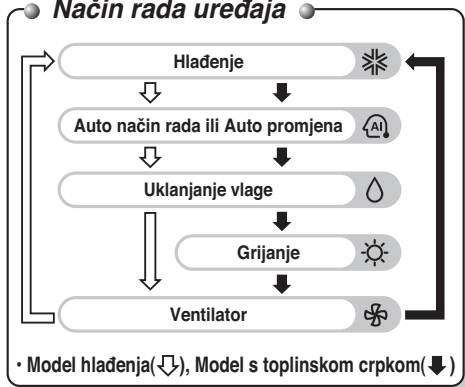 Način rada uređaja
Hlađenje
Auto način rada ili Auto promjena
AI
Uklanjanje vlage
Grijanje
Ventilator
· Model hlađenja(⇩), Model s toplinskom crpkom(⬇)